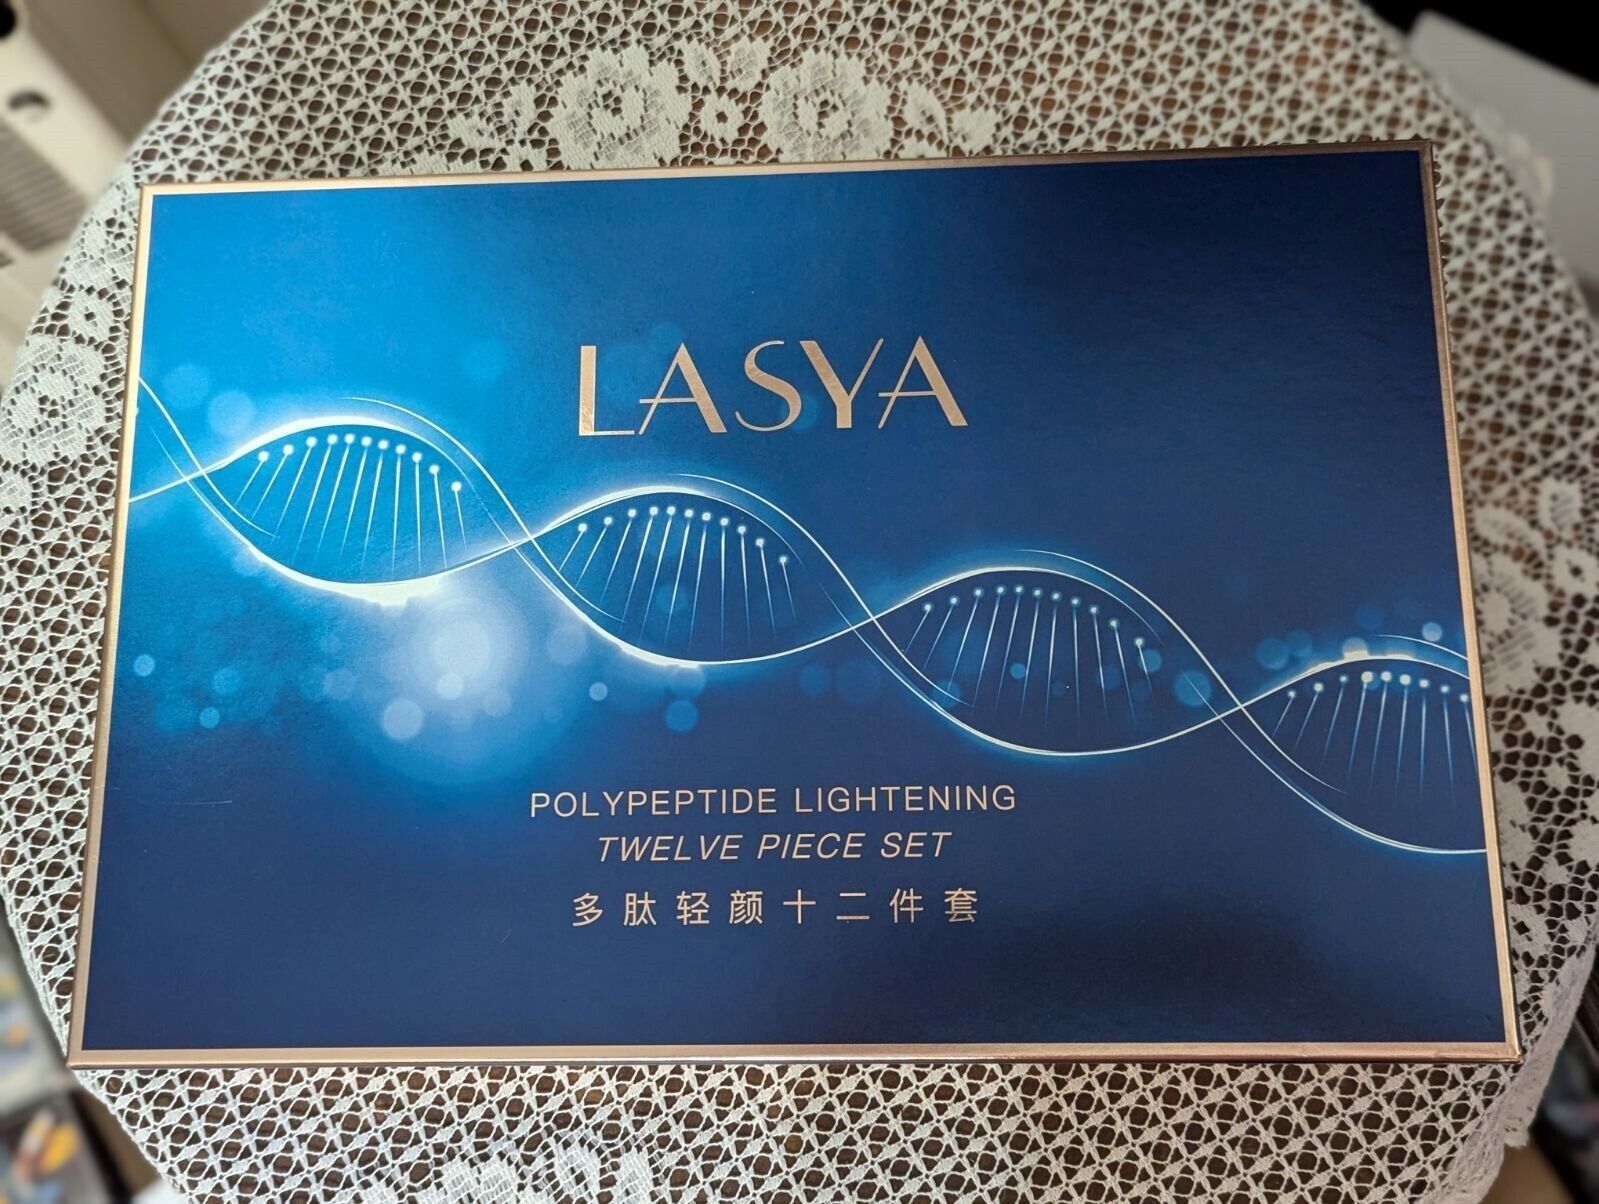 LASYA
POLYPEPTIDE LIGHTENING
TWELVE PIECE SET
多肽轻颜十二件套